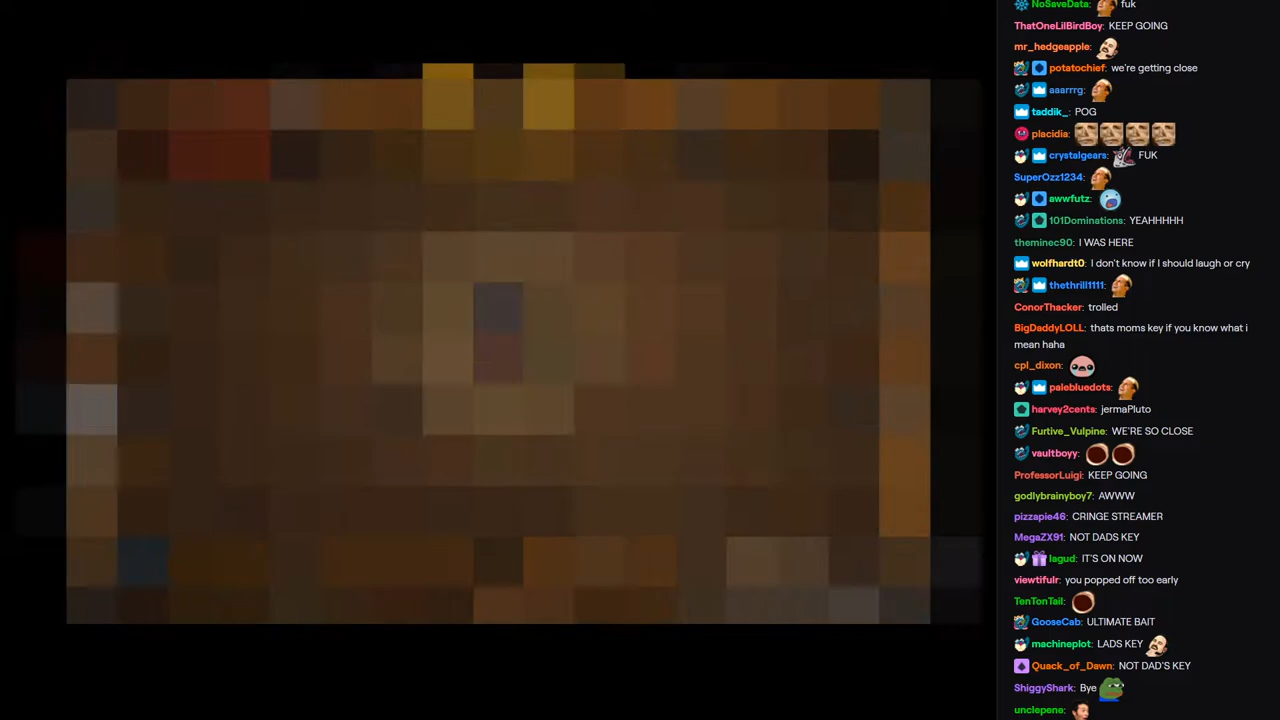 NoSaveData: fuk
ThatOneLilBirdBoy: KEEP GOING
mr_hedgeapple:
potatochief: we're getting close
aaarrrg:
taddik_: POG
placidia:
crystalgears: FUK
SuperOzz1234:
awwfutz:
101Dominations: YEAHHHHH
theminec90: I WAS HERE
wolfhardt0: I don't know if I should laugh or cry
thethrill1111:
ConorThacker: trolled
BigDaddyLOLL: thats moms key if you know what i
mean haha
cpl_dixon:
palebluedots:
harvey2cents: jermaPluto
Furtive_Vulpine: WE'RE SO CLOSE
vaultboyy:
ProfessorLuigi: KEEP GOING
godlybrainyboy7: AWWW
pizzapie46: CRINGE STREAMER
MegaZX91: NOT DADS KEY
lagud: IT'S ON NOW
viewtifulr: you popped off too early
TenTonTail:
GooseCab: ULTIMATE BAIT
machineplot: LADS KEY
Quack_of_Dawn: NOT DAD'S KEY
ShiggyShark: Bye
unclepene: